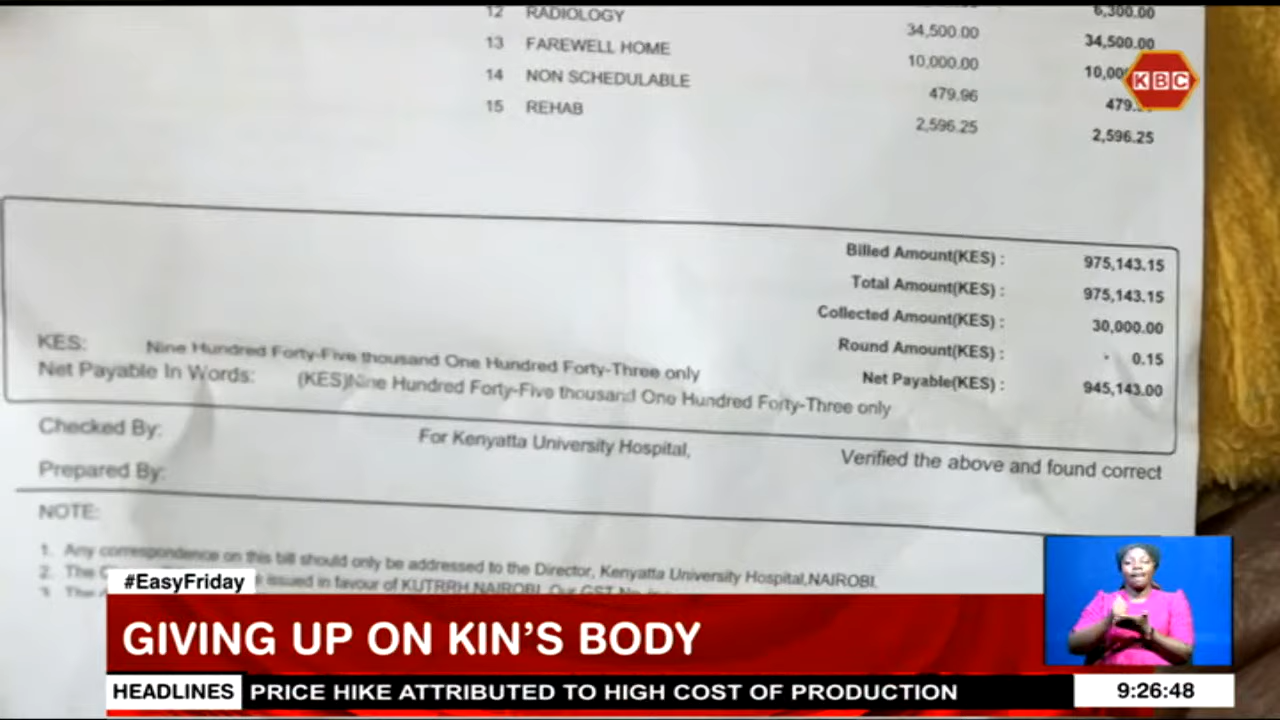 12 RADIOLOGY 6,300.00
34,500.00 34,500.00
13 FAREWELL HOME 10,000.00
14 NON SCHEDULABLE 479.96
15 REHAB 2,596.25 2,596.25
KBC
Billed Amount(KES) : 975,143.15
Total Amount(KES) : 975,143.15
Collected Amount(KES) : 30,000.00
Round Amount(KES) : - 0.15
Net Payable(KES) : 945,143.00
KES: Nine Hundred Forty-Five thousand One Hundred Forty-Three only
Net Payable In Words: (KES)Nine Hundred Forty-Five thousand One Hundred Forty-Three only
Checked By: For Kenyatta University Hospital, Verified the above and found correct
Prepared By:
NOTE:
1. Any correspondence on this bill should only be addressed to the Director, Kenyatta University Hospital,NAIROBI.
2. The issued in favour of KUTRRH,NAIROBI. Our GST No.
3. The
#EasyFriday
GIVING UP ON KIN'S BODY
HEADLINES PRICE HIKE ATTRIBUTED TO HIGH COST OF PRODUCTION 9:26:48